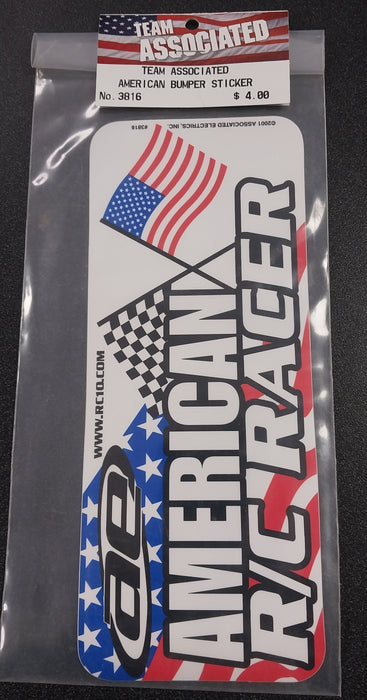 TEAM
ASSOCIATED
TEAM ASSOCIATED
AMERICAN BUMPER STICKER
No. 3816 $ 4.00
#3816 ©2001 ASSOCIATED ELECTRICS, INC.
WWW.RC10.COM
ae
AMERICAN
R/C RACER